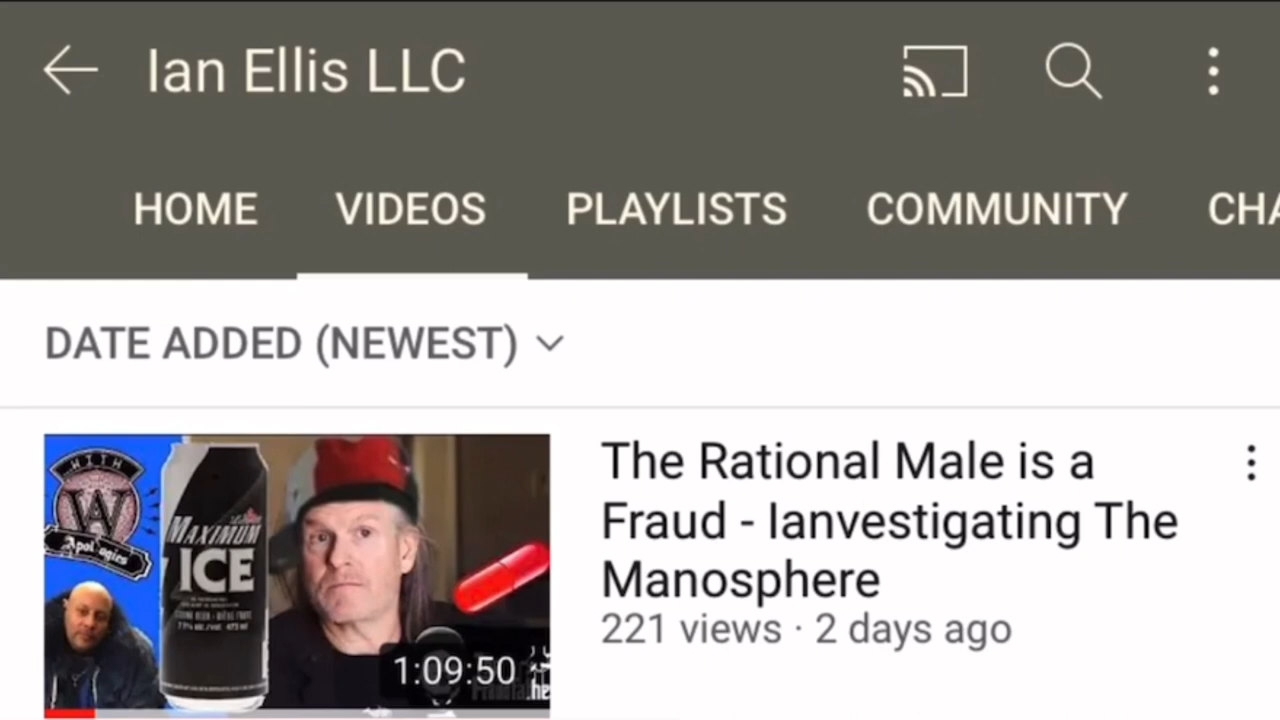 Ian Ellis LLC
HOME VIDEOS PLAYLISTS COMMUNITY CHA
DATE ADDED (NEWEST)
WITH
W
Apologies
MAXIMUM
ICE
1:09:50
The Rational Male is a
Fraud - Ianvestigating The
Manosphere
221 views · 2 days ago